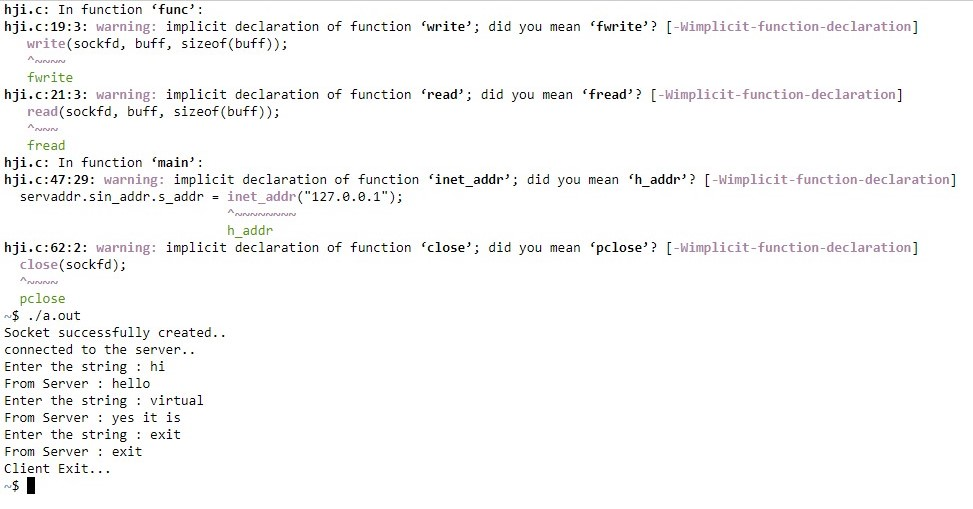 hji.c: In function ‘func’:
hji.c:19:3: warning: implicit declaration of function ‘write’; did you mean ‘fwrite’? [-Wimplicit-function-declaration]
   write(sockfd, buff, sizeof(buff));
   ^~~~~
   fwrite
hji.c:21:3: warning: implicit declaration of function ‘read’; did you mean ‘fread’? [-Wimplicit-function-declaration]
   read(sockfd, buff, sizeof(buff));
   ^~~~
   fread
hji.c: In function ‘main’:
hji.c:47:29: warning: implicit declaration of function ‘inet_addr’; did you mean ‘h_addr’? [-Wimplicit-function-declaration]
  servaddr.sin_addr.s_addr = inet_addr("127.0.0.1");
                             ^~~~~~~~~
                             h_addr
hji.c:62:2: warning: implicit declaration of function ‘close’; did you mean ‘pclose’? [-Wimplicit-function-declaration]
  close(sockfd);
  ^~~~~
  pclose
~$ ./a.out
Socket successfully created..
connected to the server..
Enter the string : hi
From Server : hello
Enter the string : virtual
From Server : yes it is
Enter the string : exit
From Server : exit
Client Exit...
~$